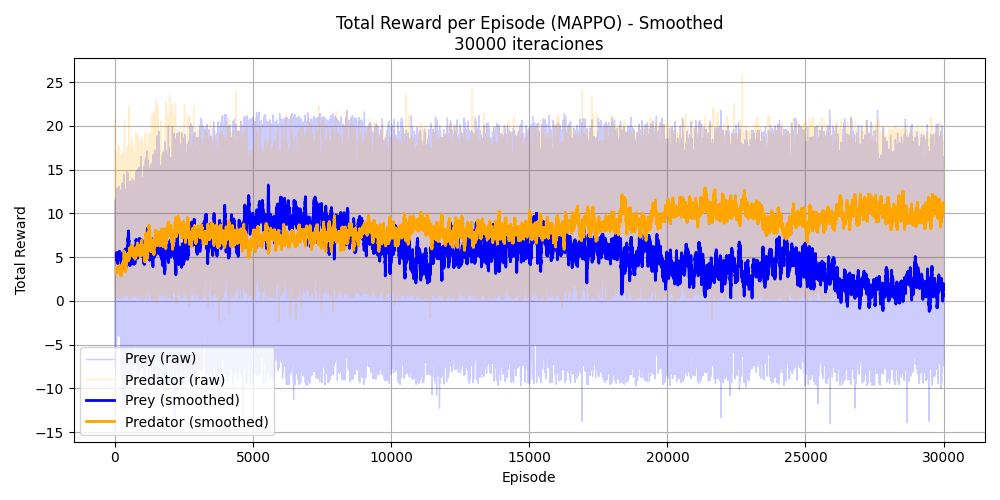 Total Reward per Episode (MAPPO) - Smoothed
30000 iteraciones
Total Reward
25
20
15
10
5
0
−5
−10
−15
Prey (raw)
Predator (raw)
Prey (smoothed)
Predator (smoothed)
0
5000
10000
15000
20000
25000
30000
Episode